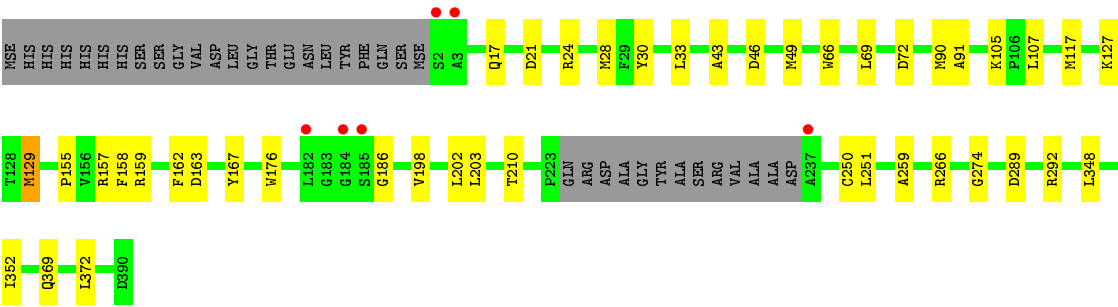 MSE HIS HIS HIS HIS HIS HIS SER SER GLY VAL ASP LEU GLY THR GLU ASN LEU TYR PHE GLN SER MSE S2 A3 Q17 D21 R24 M28 F29 Y30 L33 A43 D46 M49 W66 L69 D72 M90 A91 K105 P106 L107 M117 K127
T128 M129 P155 V156 R157 F158 R159 F162 D163 Y167 W176 L182 G183 G184 S185 G186 V198 L202 L203 T210 P223 GLN ARG ASP ALA GLY TYR ALA SER ARG VAL ALA ALA ASP A237 C250 L251 A259 R266 G274 D289 R292 L348
I352 Q369 L372 D390